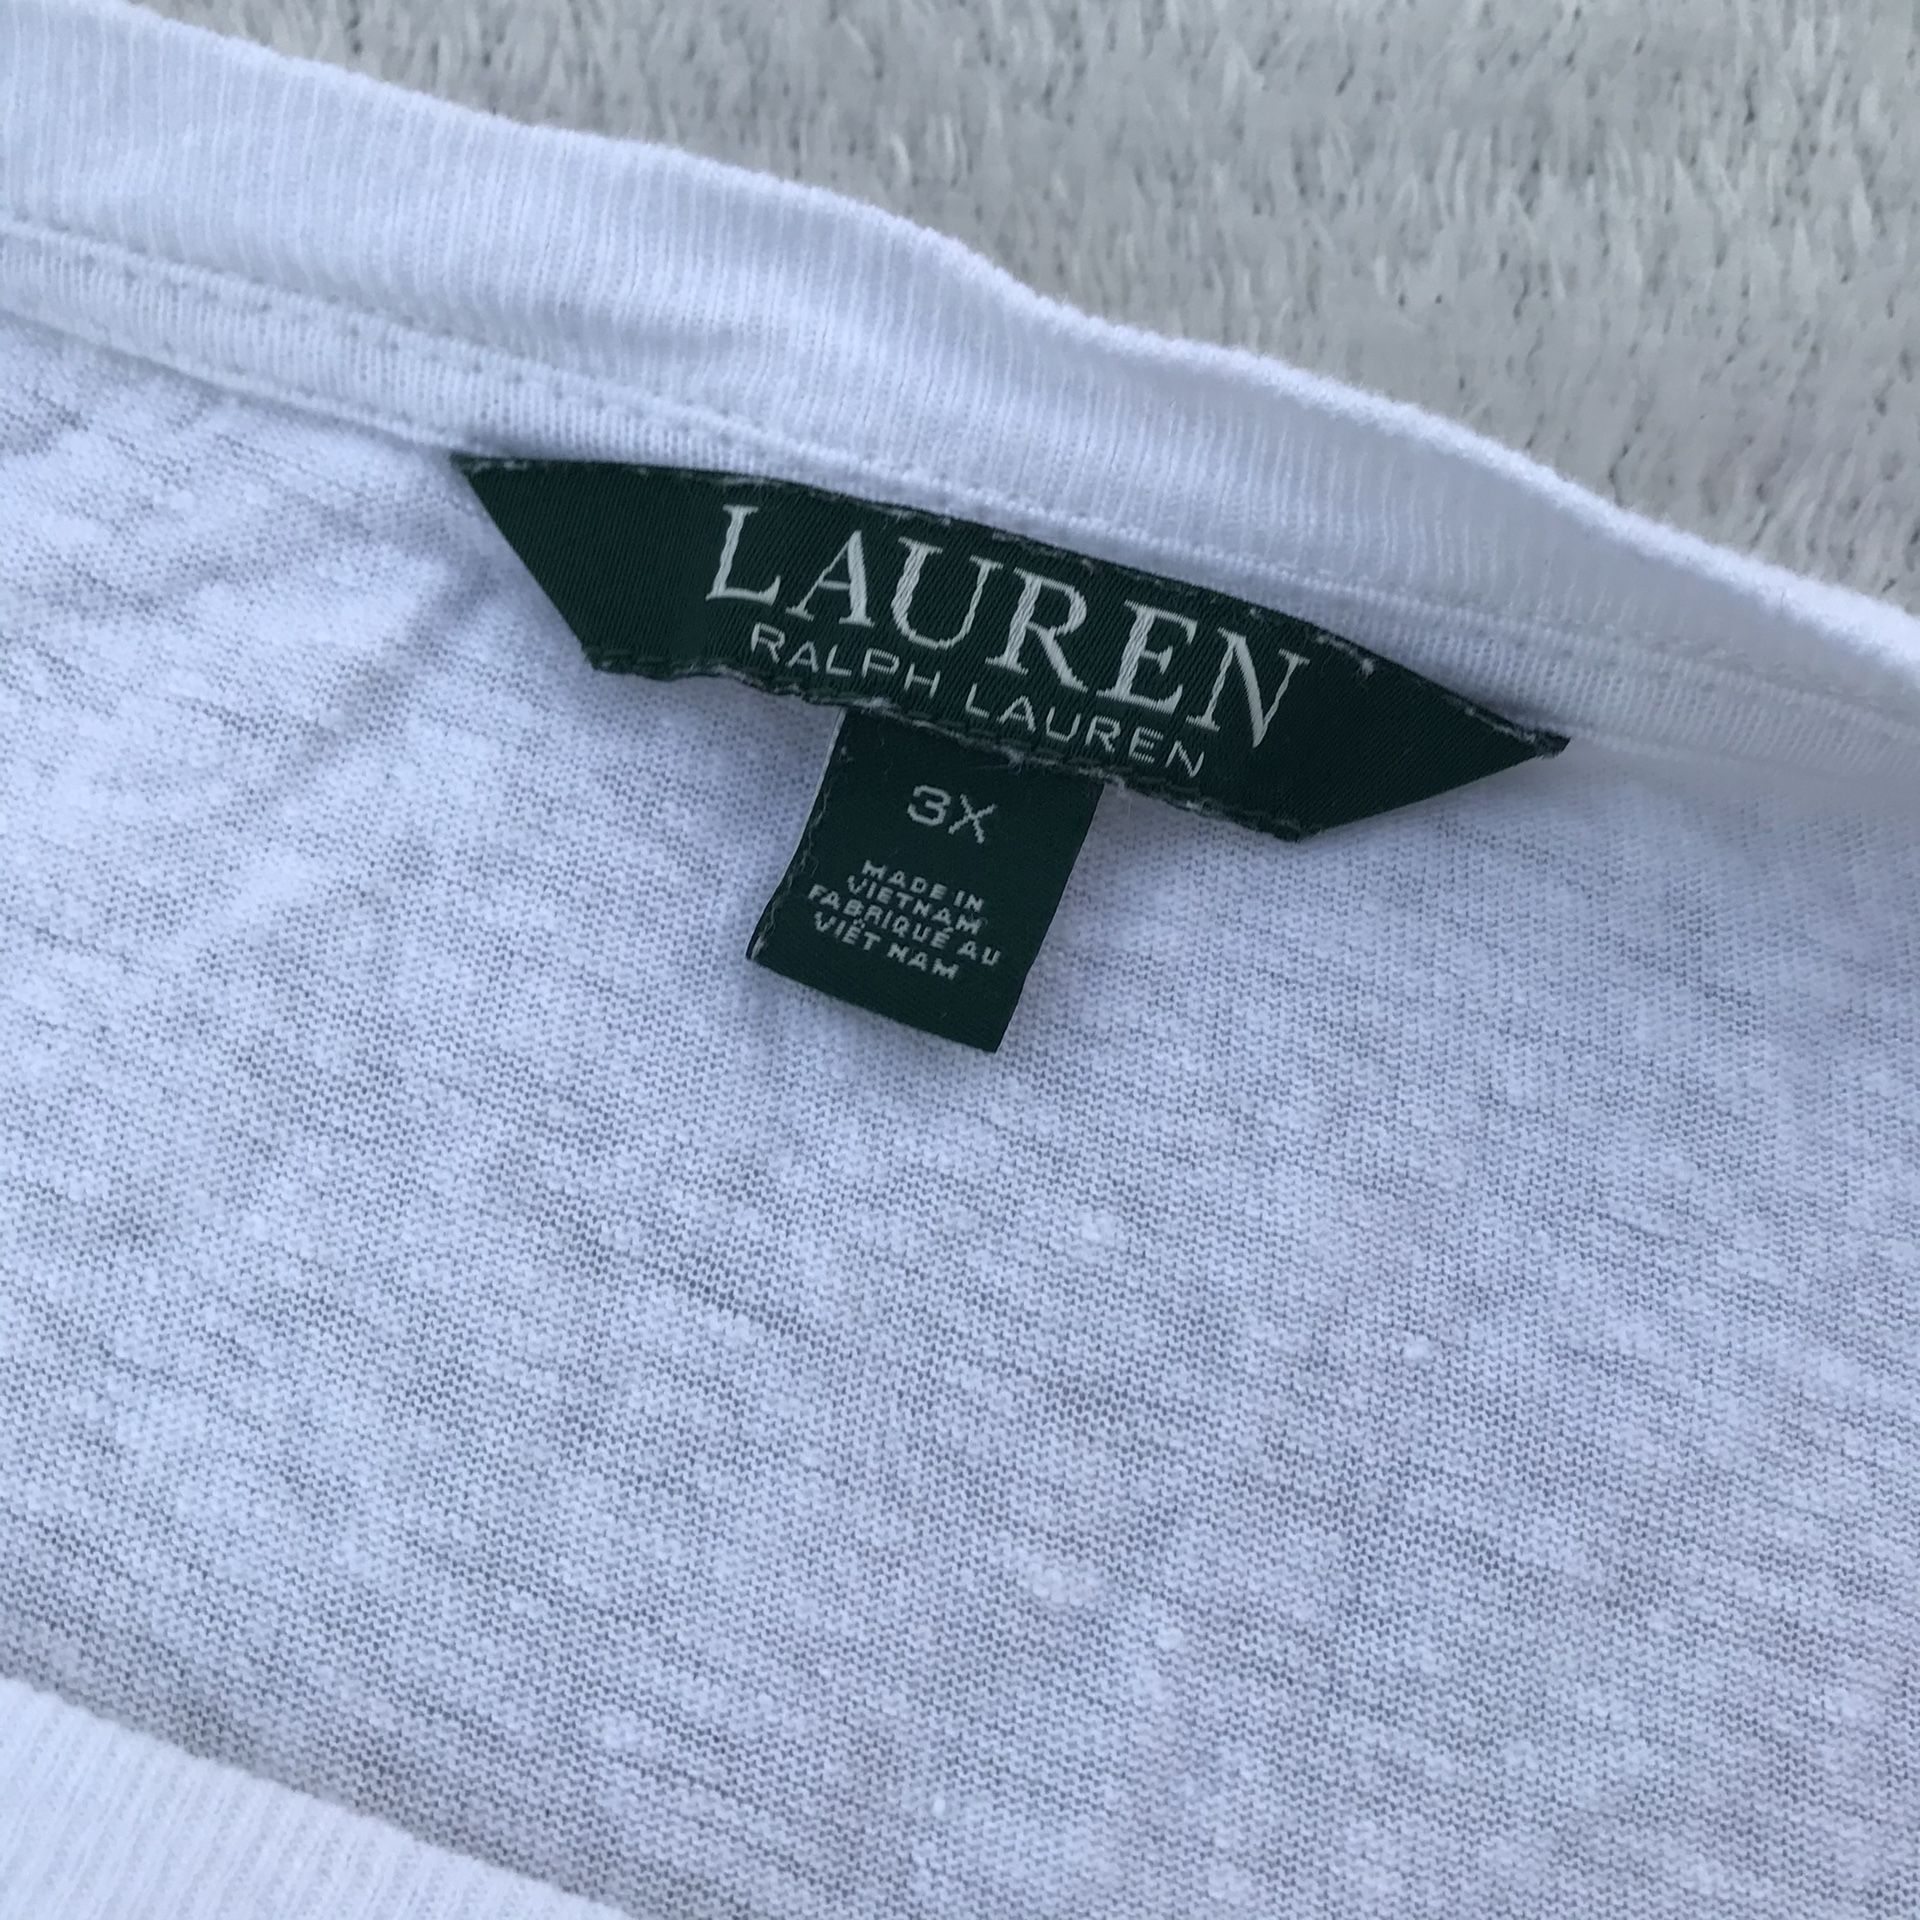 LAUREN
RALPH LAUREN
3X
MADE IN
VIETNAM
FABRIQUÉ AU
VIÊT NAM